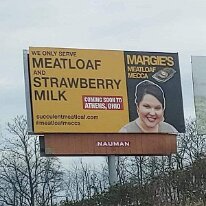 WE ONLY SERVE
MEATLOAF
AND
STRAWBERRY
MILK
MARGIE'S
MEATLOAF
MECCA
COMING SOON TO
ATHENS, OHIO
succulentmeatloaf.com
#meatloafmecca
NAUMAN